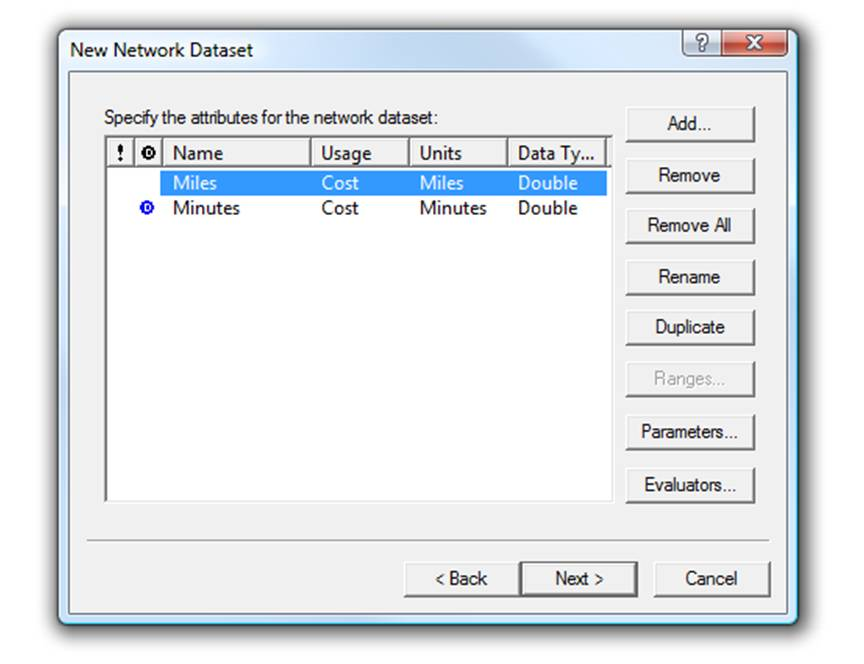 New Network Dataset
?
X
Specify the attributes for the network dataset:
! Name Usage Units Data Ty...
Miles Cost Miles Double
Minutes Cost Minutes Double
Add...
Remove
Remove All
Rename
Duplicate
Ranges...
Parameters...
Evaluators...
< Back
Next >
Cancel